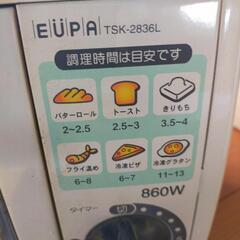 EUPA TSK-2836L
調理時間は目安です
バターロール トースト きりもち
2~2.5 2.5~3 3.5~4
フライ温め 冷凍ピザ 冷凍グラタン
6~8 6~7 11~13
860W
タイマー 切